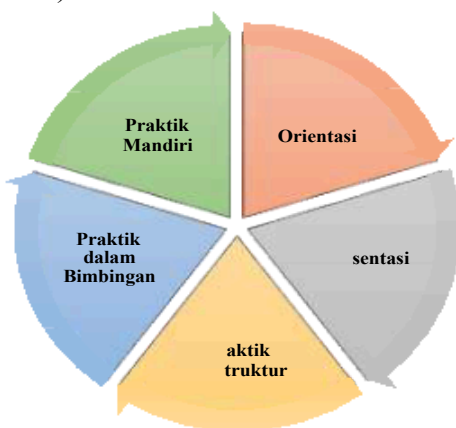 Orientasi
sentasi
aktik
truktur
Praktik
dalam
Bimbingan
Praktik
Mandiri